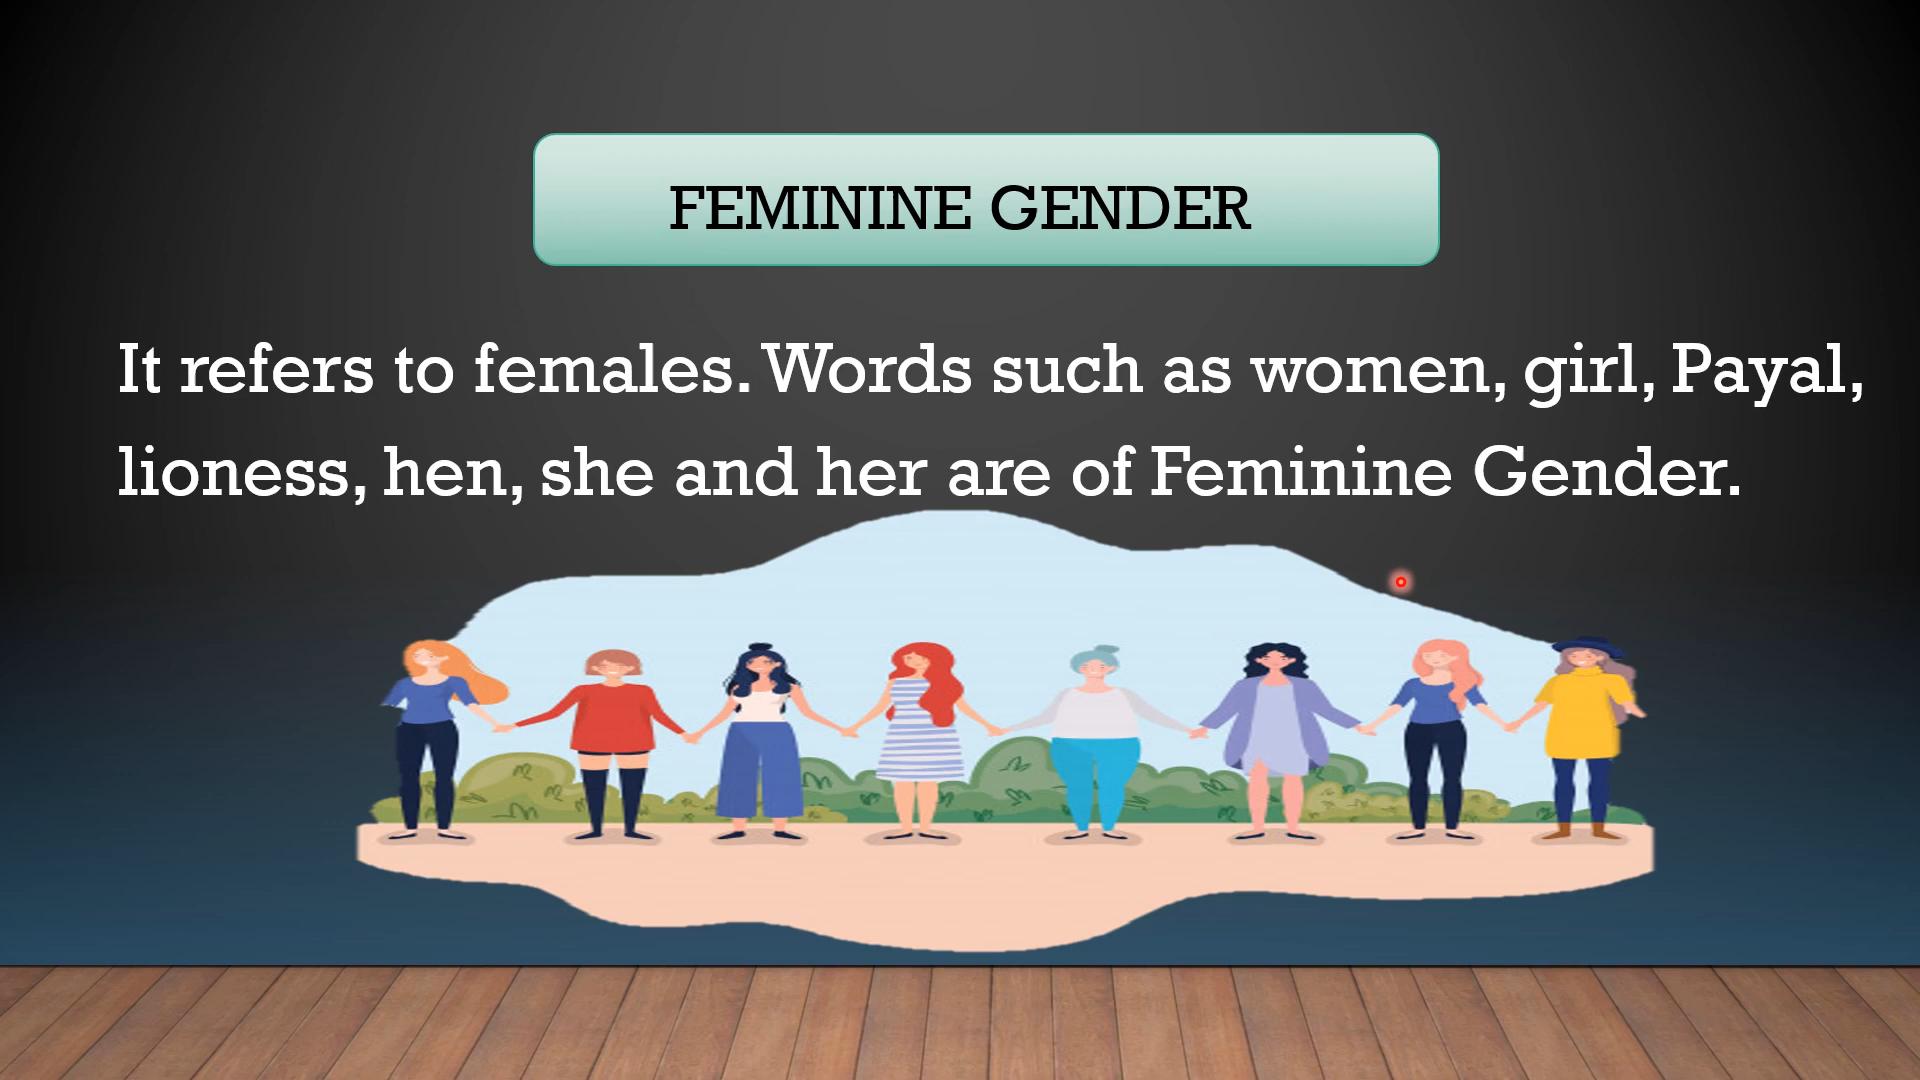 FEMININE GENDER
It refers to females. Words such as women, girl, Payal,
lioness, hen, she and her are of Feminine Gender.